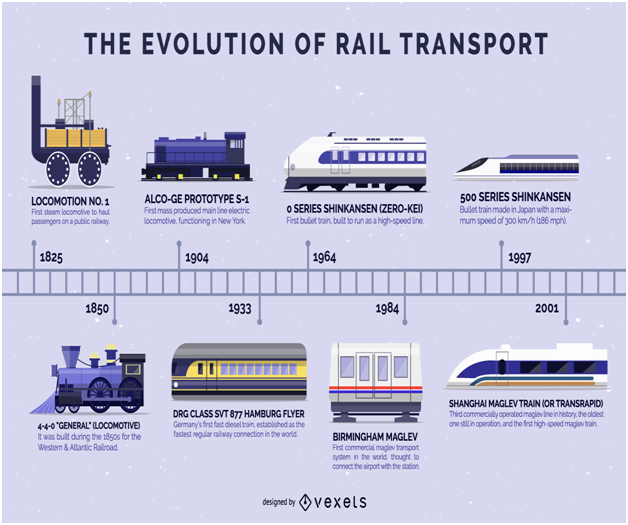 THE EVOLUTION OF RAIL TRANSPORT
LOCOMOTION NO. 1
First steam locomotive to haul
passengers on a public railway.
ALCO-GE PROTOTYPE S-1
First mass produced main line electric
locomotive, functioning in New York.
0 SERIES SHINKANSEN (ZERO-KEI)
First bullet train, built to run as a high-speed line.
500 SERIES SHINKANSEN
Bullet train made in Japan with a maxi-
mum speed of 300 km/h (186 mph).
1825
1904
1964
1997
1850
1933
1984
2001
4-4-0 "GENERAL" (LOCOMOTIVE)
It was built during the 1850s for the
Western & Atlantic Railroad.
DRG CLASS SVT 877 HAMBURG FLYER
Germany's first fast diesel train, established as the
fastest regular railway connection in the world.
BIRMINGHAM MAGLEV
First commercial maglev transport
system in the world, thought to
connect the airport with the station.
SHANGHAI MAGLEV TRAIN (OR TRANSRAPID)
Third commercially operated maglev line in history, the oldest
one still in operation, and the first high-speed maglev train.
designed by vexels